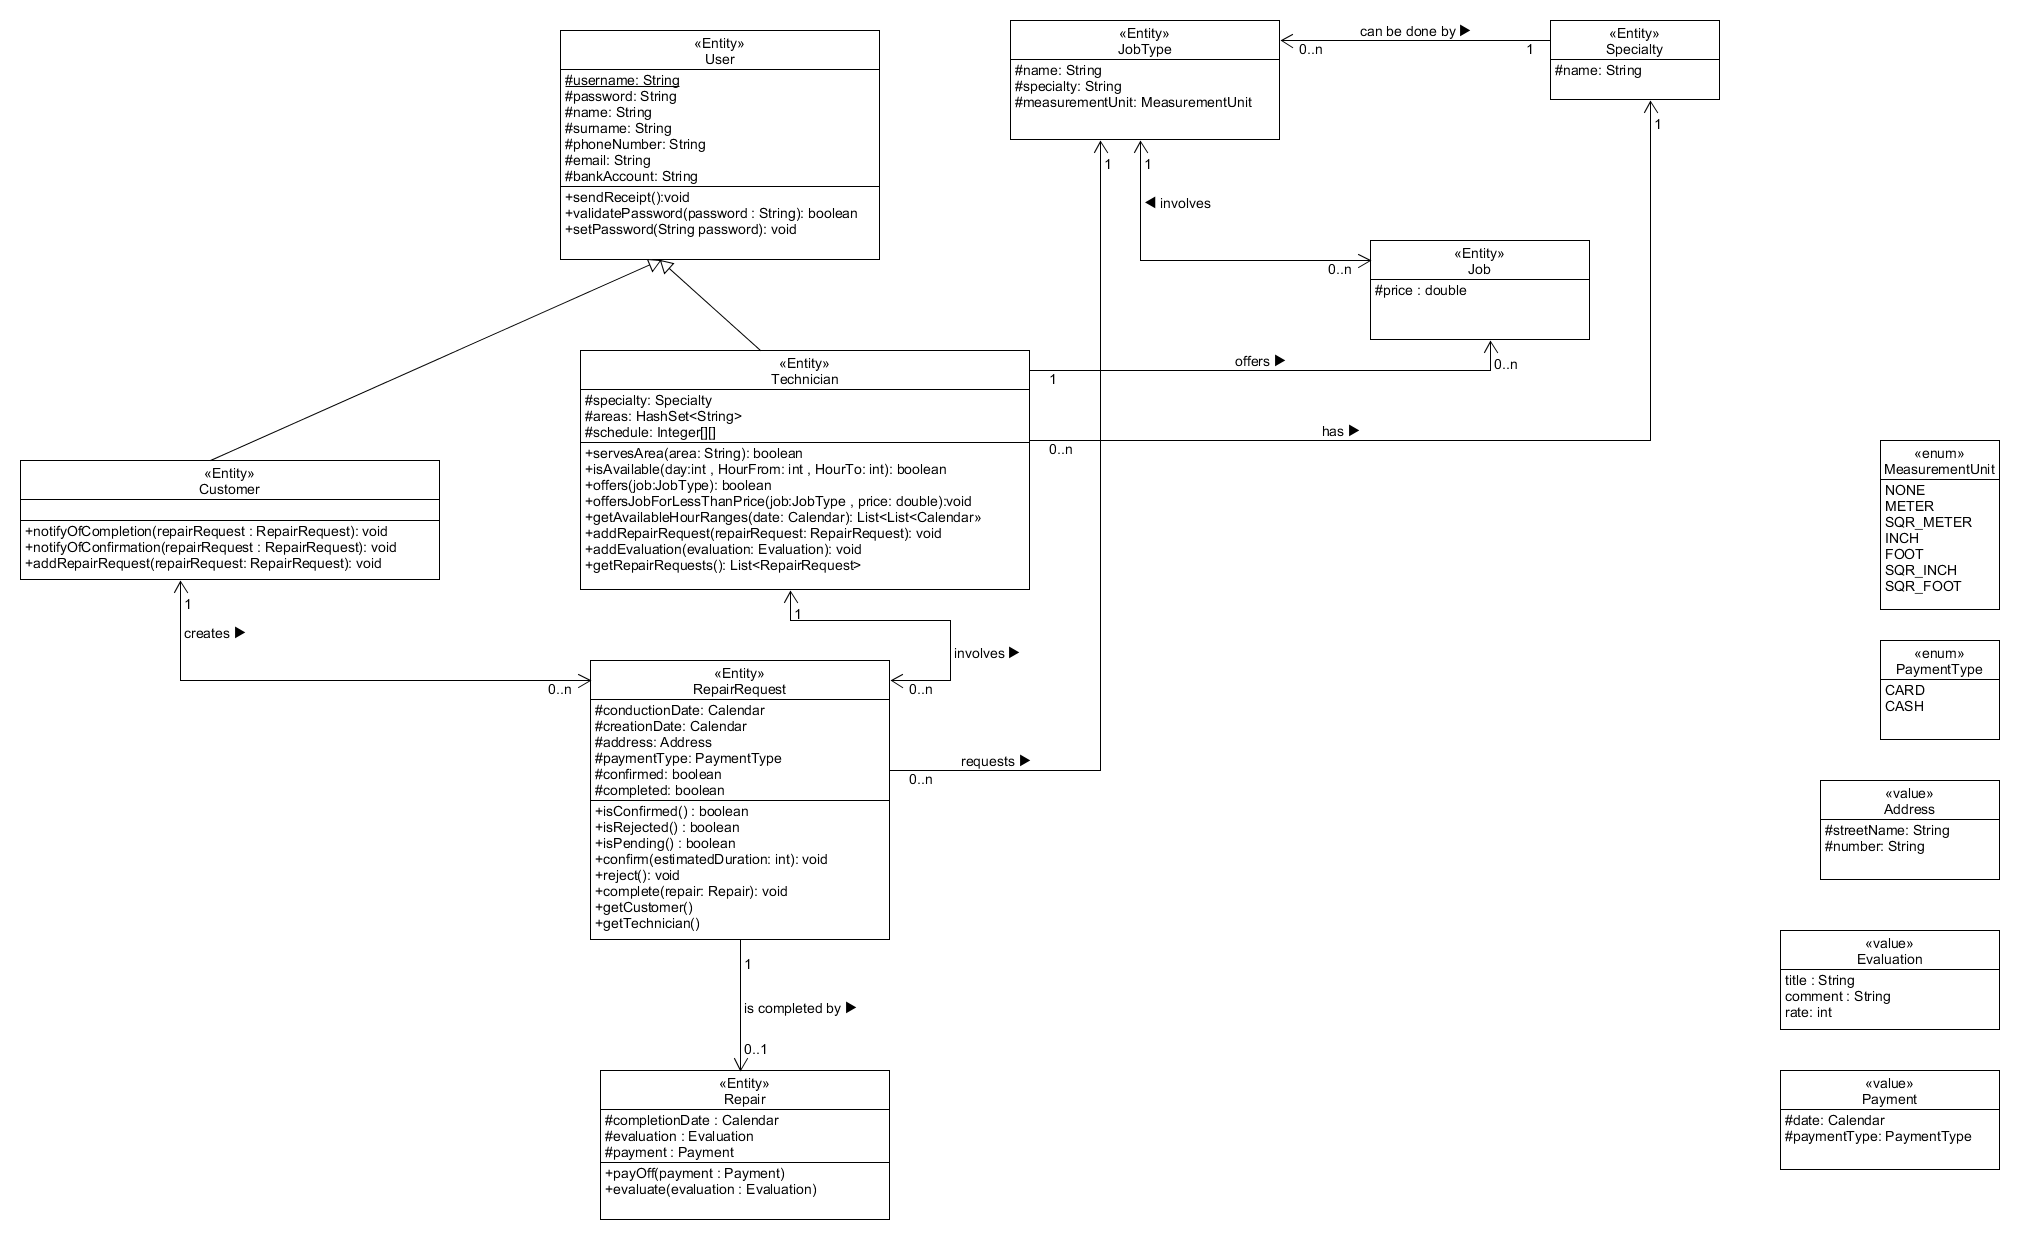 «Entity»
User
#username: String
#password: String
#name: String
#surname: String
#phoneNumber: String
#email: String
#bankAccount: String
+sendReceipt():void
+validatePassword(password : String): boolean
+setPassword(String password): void
«Entity»
JobType
#name: String
#specialty: String
#measurementUnit: MeasurementUnit
can be done by ▶
0..n
1
«Entity»
Specialty
#name: String
1
1
1
◀ involves
0..n
«Entity»
Job
#price : double
«Entity»
Technician
#specialty: Specialty
#areas: HashSet<String>
#schedule: Integer[][]
+servesArea(area: String): boolean
+isAvailable(day:int , HourFrom: int , HourTo: int): boolean
+offers(job:JobType): boolean
+offersJobForLessThanPrice(job:JobType , price: double):void
+getAvailableHourRanges(date: Calendar): List<List<Calendar»
+addRepairRequest(repairRequest: RepairRequest): void
+addEvaluation(evaluation: Evaluation): void
+getRepairRequests(): List<RepairRequest>
offers ▶
1
0..n
has ▶
0..n
«Entity»
Customer
+notifyOfCompletion(repairRequest : RepairRequest): void
+notifyOfConfirmation(repairRequest : RepairRequest): void
+addRepairRequest(repairRequest: RepairRequest): void
1
creates ▶
0..n
1
involves ▶
0..n
«Entity»
RepairRequest
#conductionDate: Calendar
#creationDate: Calendar
#address: Address
#paymentType: PaymentType
#confirmed: boolean
#completed: boolean
+isConfirmed() : boolean
+isRejected() : boolean
+isPending() : boolean
+confirm(estimatedDuration: int): void
+reject(): void
+complete(repair: Repair): void
+getCustomer()
+getTechnician()
requests ▶
0..n
1
is completed by ▶
0..1
«Entity»
Repair
#completionDate : Calendar
#evaluation : Evaluation
#payment : Payment
+payOff(payment : Payment)
+evaluate(evaluation : Evaluation)
«enum»
MeasurementUnit
NONE
METER
SQR_METER
INCH
FOOT
SQR_INCH
SQR_FOOT
«enum»
PaymentType
CARD
CASH
«value»
Address
#streetName: String
#number: String
«value»
Evaluation
title : String
comment : String
rate: int
«value»
Payment
#date: Calendar
#paymentType: PaymentType